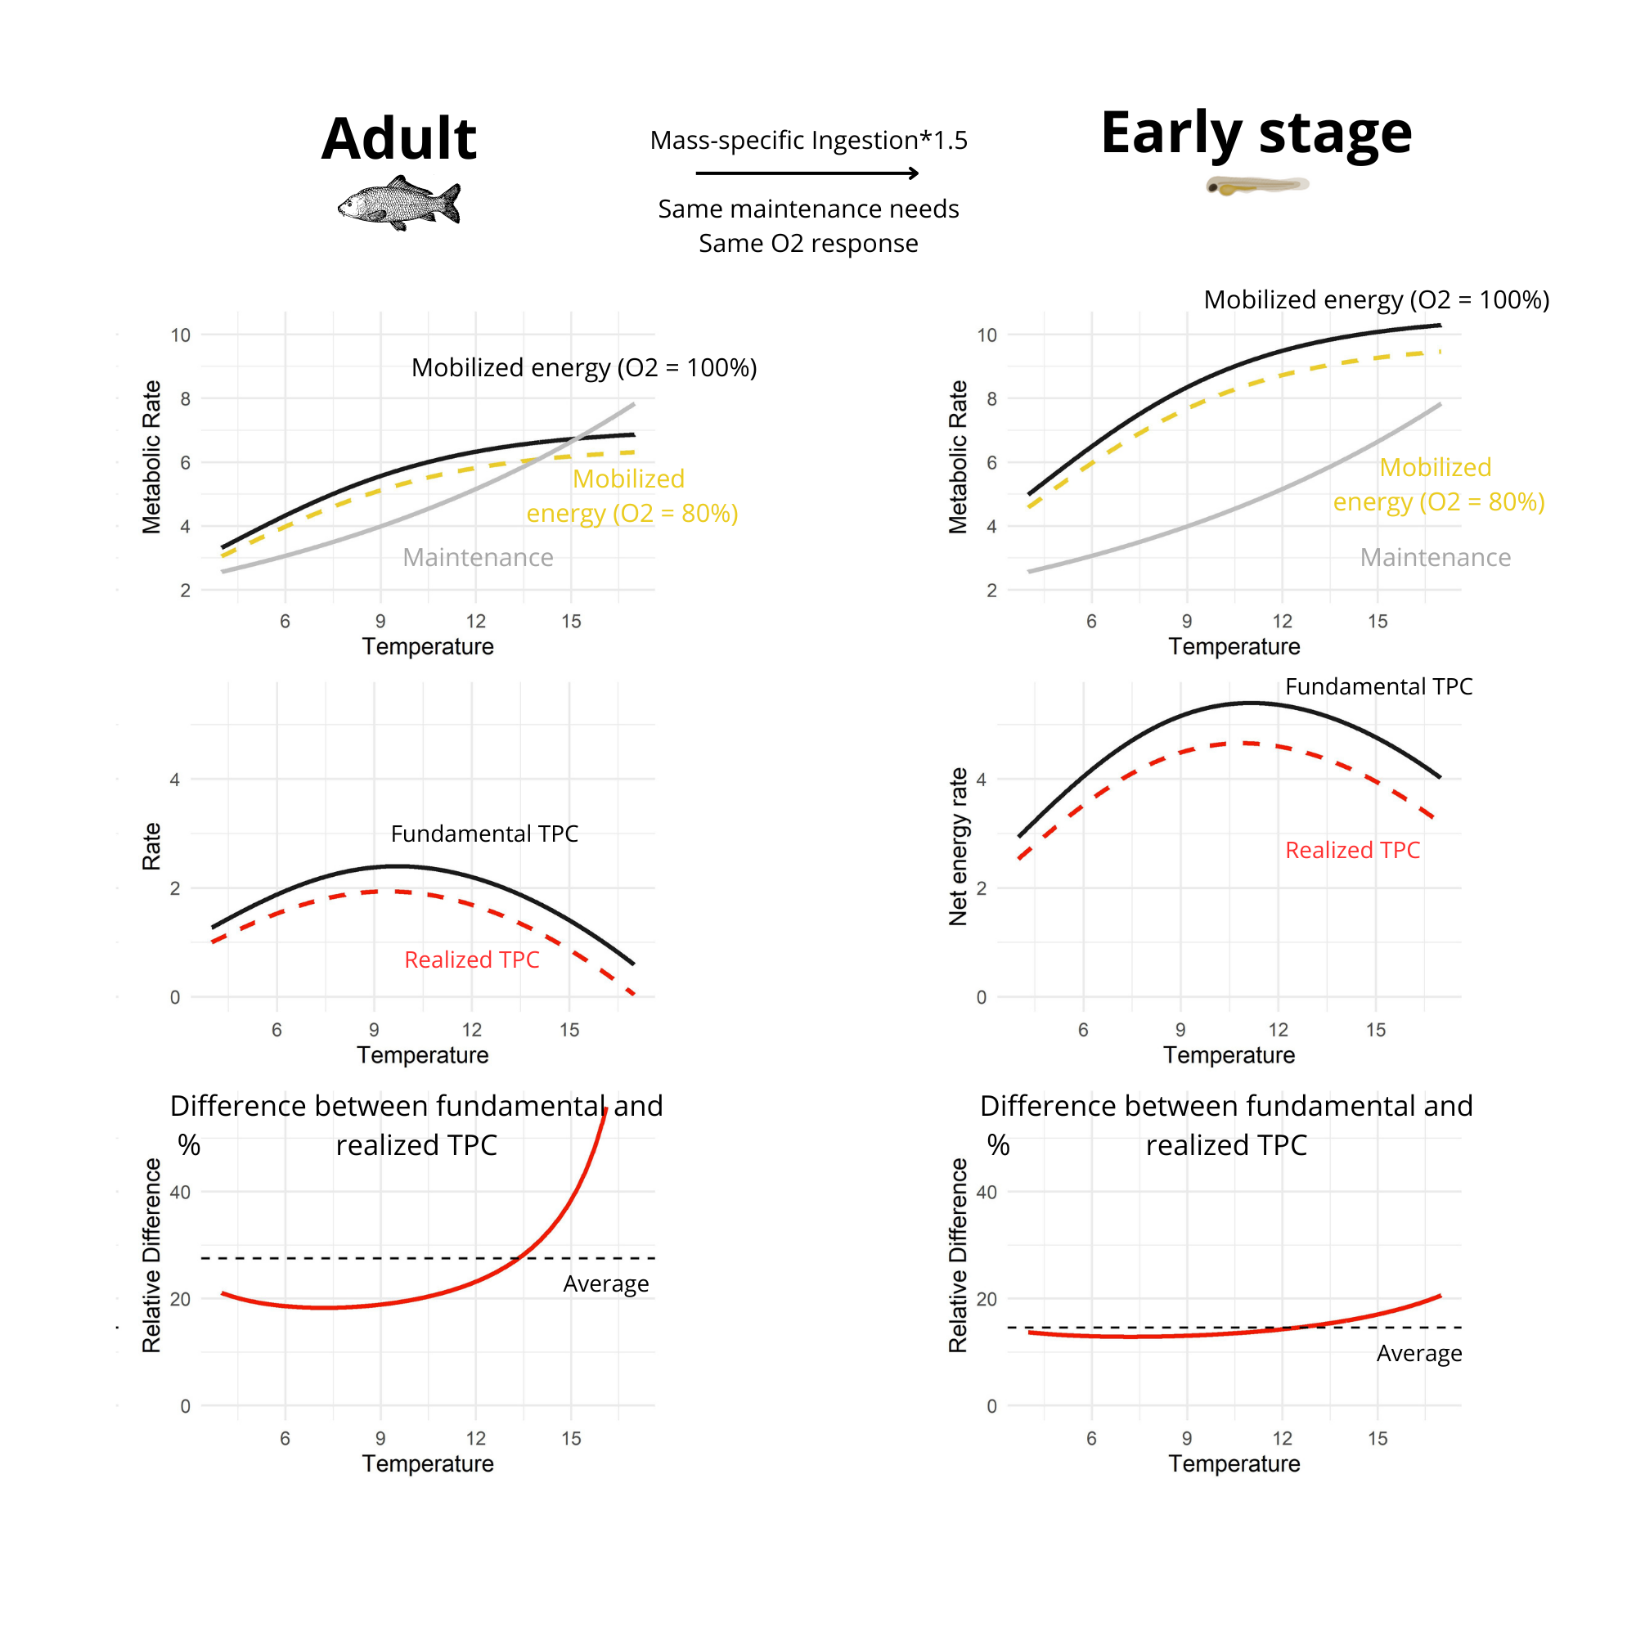 Adult
Mass-specific Ingestion*1.5
Early stage
Same maintenance needs
Same O2 response
Mobilized energy (O2 = 100%)
10
8
6
4
2
Metabolic Rate
Mobilized
energy (O2 = 80%)
Maintenance
6 9 12 15
Temperature
Mobilized energy (O2 = 100%)
10
8
6
4
2
Metabolic Rate
Mobilized
energy (O2 = 80%)
Maintenance
6 9 12 15
Temperature
4
2
0
Rate
Fundamental TPC
Realized TPC
6 9 12 15
Temperature
Fundamental TPC
4
2
0
Net energy rate
Realized TPC
6 9 12 15
Temperature
Difference between fundamental and
% realized TPC
40
20
0
Relative Difference
Average
6 9 12 15
Temperature
Difference between fundamental and
% realized TPC
40
20
0
Relative Difference
Average
6 9 12 15
Temperature